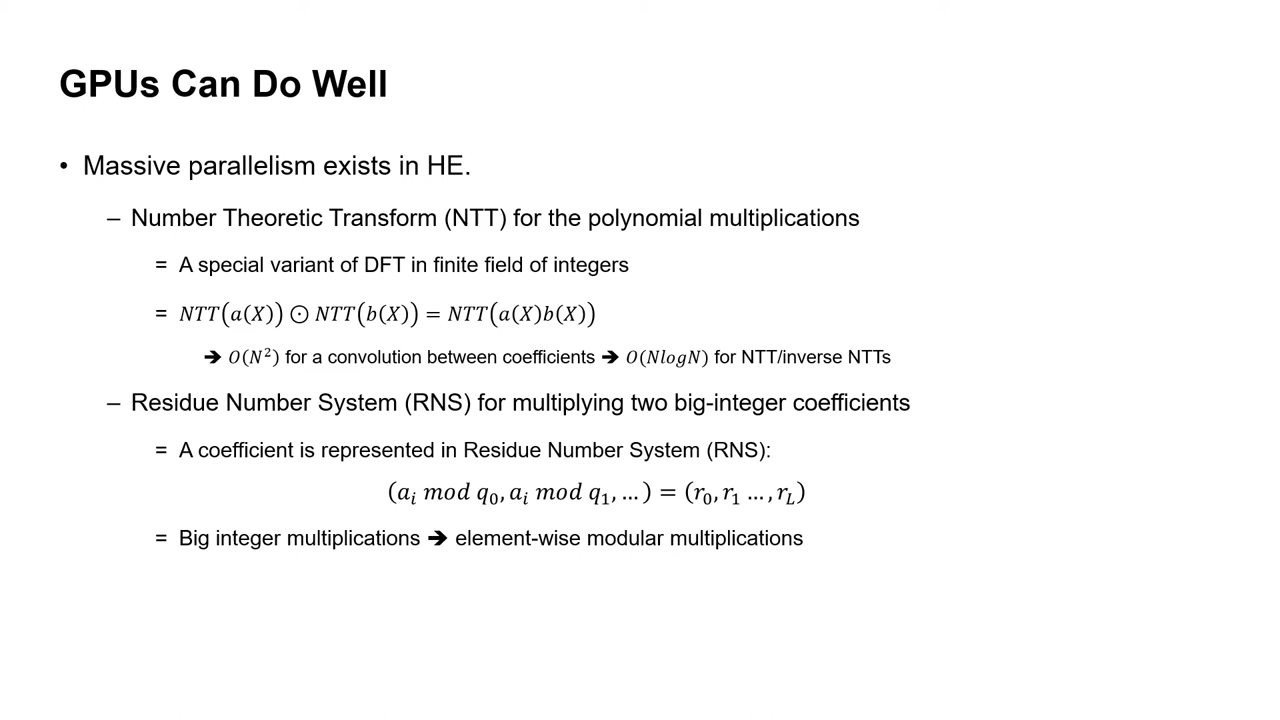 GPUs Can Do Well
• Massive parallelism exists in HE.
– Number Theoretic Transform (NTT) for the polynomial multiplications
= A special variant of DFT in finite field of integers
= NTT(a(X)) ⊙ NTT(b(X)) = NTT(a(X)b(X))
➔ O(N²) for a convolution between coefficients ➔ O(NlogN) for NTT/inverse NTTs
– Residue Number System (RNS) for multiplying two big-integer coefficients
= A coefficient is represented in Residue Number System (RNS):
(aᵢ mod q₀, aᵢ mod q₁, … ) = (r₀, r₁ … , r_L)
= Big integer multiplications ➔ element-wise modular multiplications